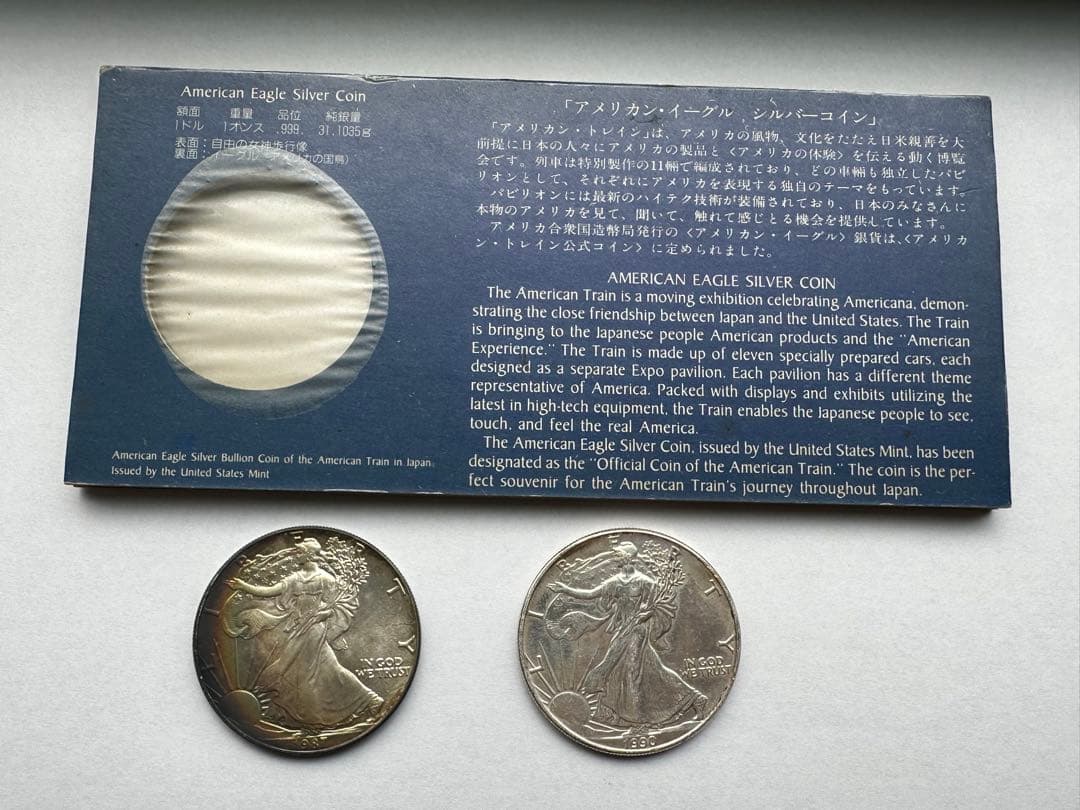 American Eagle Silver Coin
額面 重量 品位 純銀量
1ドル 1オンス .999 31.1035g
表面:自由の女神歩行像
裏面:イーグル(アメリカの国鳥)
American Eagle Silver Bullion Coin of the American Train in Japan.
Issued by the United States Mint
「アメリカン・イーグル シルバーコイン」
「アメリカン・トレイン」は、アメリカの風物、文化をたたえ日米親善を大
前提に日本の人々にアメリカの製品と〈アメリカの体験〉を伝える動く博覧
会です。列車は特別製作の11輛で編成されており、どの車輛も独立したパビ
リオンとして、それぞれにアメリカを表現する独自のテーマをもっています。
パビリオンには最新のハイテク技術が装備されており、日本のみなさんに
本物のアメリカを見て、聞いて、触れて感じとる機会を提供しています。
アメリカ合衆国造幣局発行の〈アメリカン・イーグル〉銀貨は、〈アメリカ
ン・トレイン公式コイン〉に定められました。
AMERICAN EAGLE SILVER COIN
The American Train is a moving exhibition celebrating Americana, demon-
strating the close friendship between Japan and the United States. The Train
is bringing to the Japanese people American products and the "American
Experience." The Train is made up of eleven specially prepared cars, each
designed as a separate Expo pavilion. Each pavilion has a different theme
representative of America. Packed with displays and exhibits utilizing the
latest in high-tech equipment, the Train enables the Japanese people to see,
touch, and feel the real America.
The American Eagle Silver Coin, issued by the United States Mint, has been
designated as the "Official Coin of the American Train." The coin is the per-
fect souvenir for the American Train's journey throughout Japan.
LIBERTY
IN GOD
WE TRUST
1987
LIBERTY
IN GOD
WE TRUST
1990